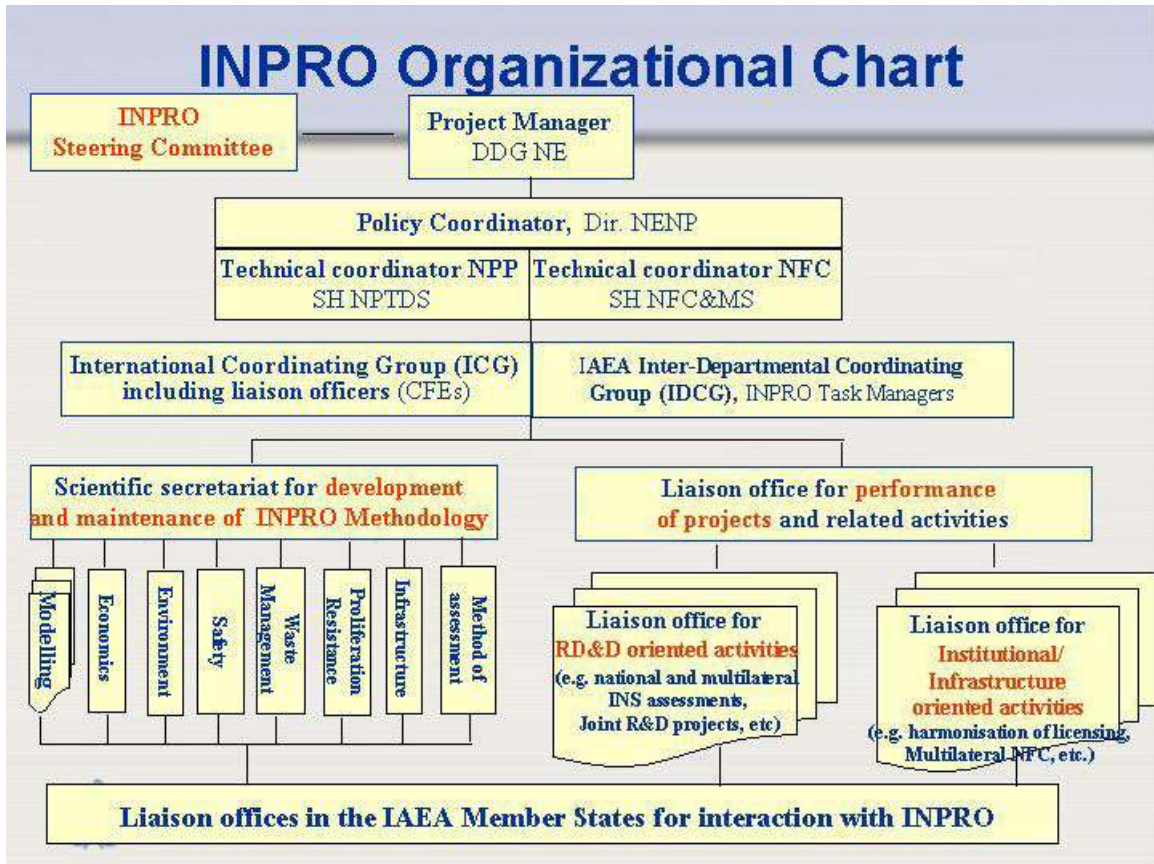 INPRO Organizational Chart
INPRO
Steering Committee
Project Manager
DDG NE
Policy Coordinator, Dir. NENP
Technical coordinator NPP
SH NPTDS
Technical coordinator NFC
SH NFC&MS
International Coordinating Group (ICG)
including liaison officers (CFEs)
IAEA Inter-Departmental Coordinating
Group (IDCG), INPRO Task Managers
Scientific secretariat for development
and maintenance of INPRO Methodology
Liaison office for performance
of projects and related activities
Modelling
Economics
Environment
Safety
Waste
Management
Proliferation
Resistance
Infrastructure
Method of
assessment
Liaison office for
RD&D oriented activities
(e.g. national and multilateral
INS assessments,
Joint R&D projects, etc)
Liaison office for
Institutional/
Infrastructure
oriented activities
(e.g. harmonisation of licensing,
Multilateral NFC, etc.)
Liaison offices in the IAEA Member States for interaction with INPRO